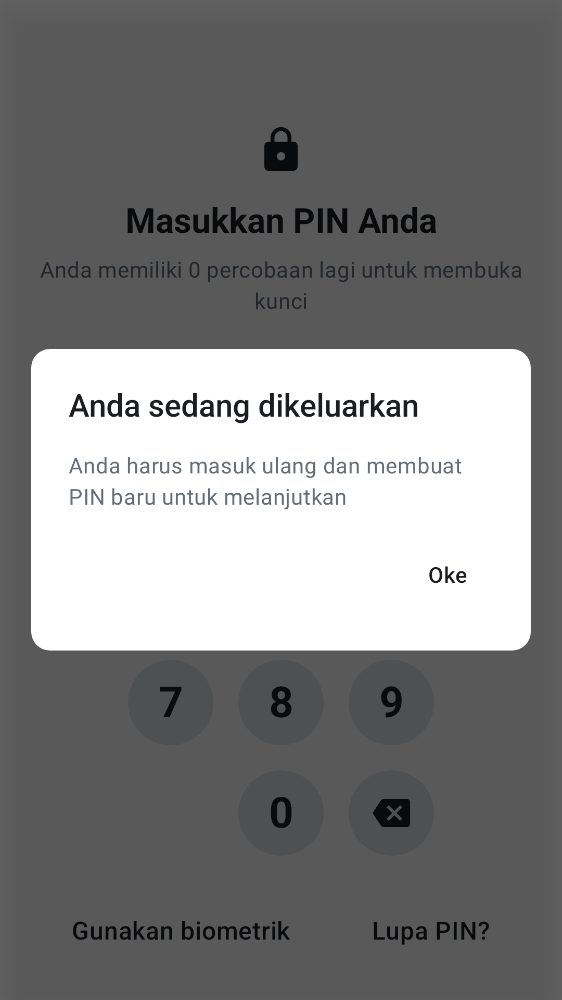 Masukkan PIN Anda
Anda memiliki 0 percobaan lagi untuk membuka
kunci
Anda sedang dikeluarkan
Anda harus masuk ulang dan membuat
PIN baru untuk melanjutkan
Oke
7 8 9
0
Gunakan biometrik Lupa PIN?